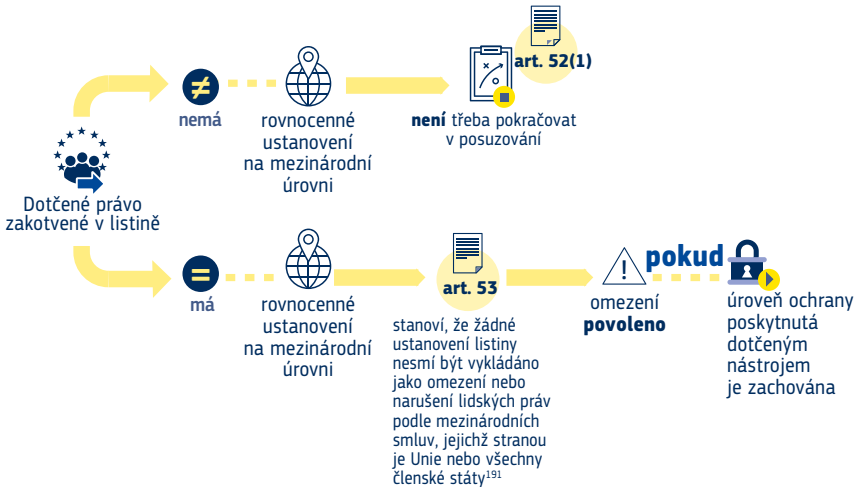 Dotčené právo
zakotvené v listině
≠
nemá
rovnocenné
ustanovení
na mezinárodní
úrovni
art. 52(1)
není třeba pokračovat
v posuzování
=
má
rovnocenné
ustanovení
na mezinárodní
úrovni
art. 53
stanoví, že žádné
ustanovení listiny
nesmí být vykládáno
jako omezení nebo
narušení lidských práv
podle mezinárodních
smluv, jejichž stranou
je Unie nebo všechny
členské státy¹⁹¹
!
omezení
povoleno
pokud
úroveň ochrany
poskytnutá
dotčeným
nástrojem
je zachována